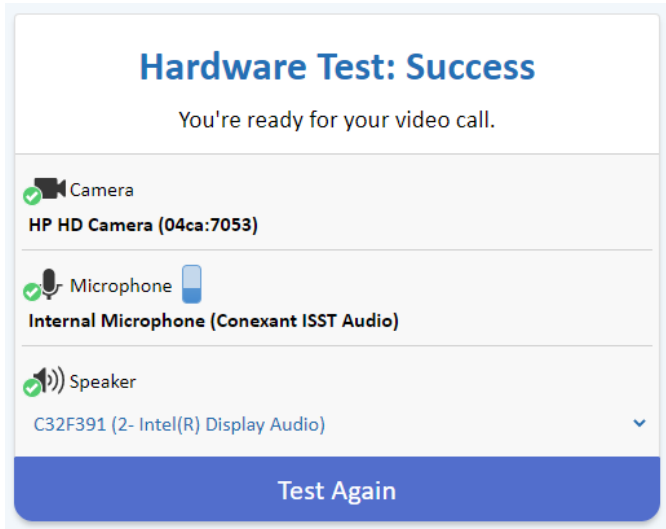 Hardware Test: Success
You're ready for your video call.
Camera
HP HD Camera (04ca:7053)
Microphone
Internal Microphone (Conexant ISST Audio)
Speaker
C32F391 (2- Intel(R) Display Audio)
Test Again